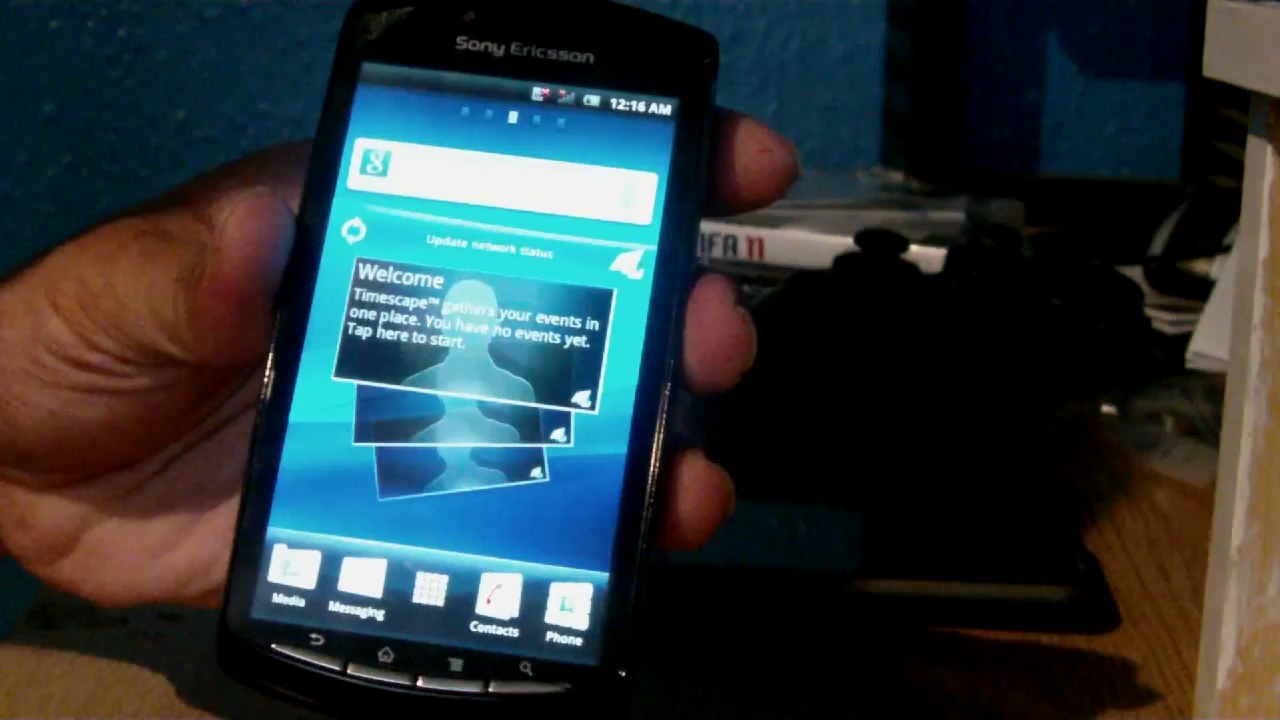 Sony Ericsson
12:16 AM
g
Update network status
Welcome
Timescape™ gathers your events in
one place. You have no events yet.
Tap here to start.
Media
Messaging
Contacts
Phone
IFA 11